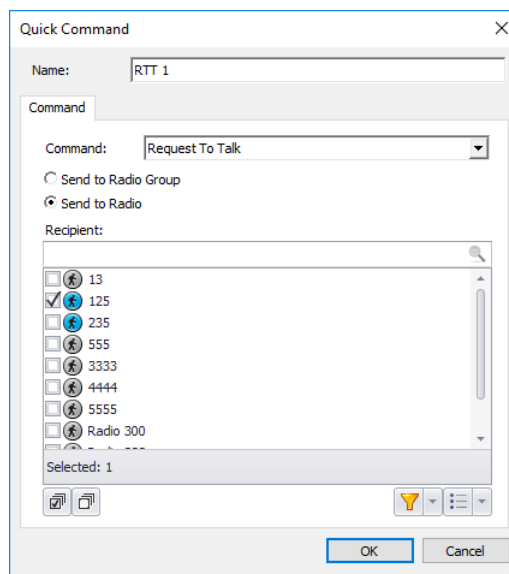 Quick Command
Name: RTT 1
Command
Command: Request To Talk
Send to Radio Group
Send to Radio
Recipient:
13
125
235
555
3333
4444
5555
Radio 300
Selected: 1
OK Cancel